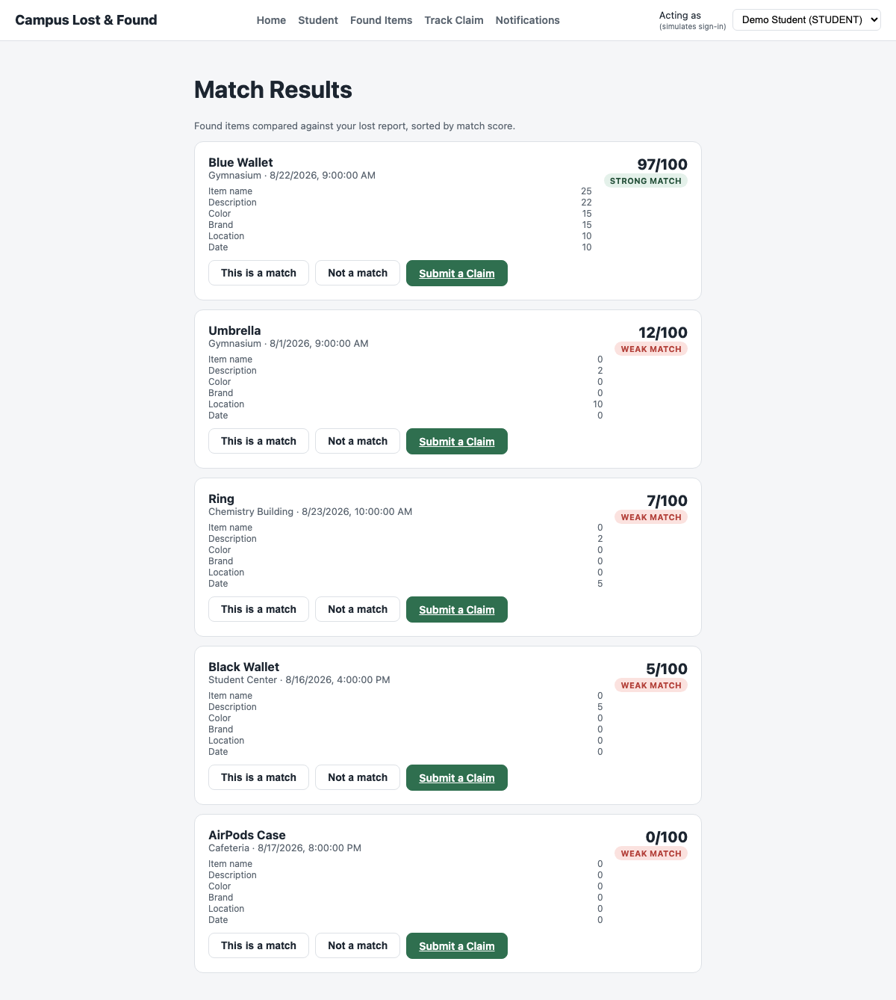 Campus Lost & Found
Home Student Found Items Track Claim Notifications
Acting as
(simulates sign-in)
Demo Student (STUDENT)
Match Results
Found items compared against your lost report, sorted by match score.
Blue Wallet
Gymnasium · 8/22/2026, 9:00:00 AM
97/100
STRONG MATCH
Item name 25
Description 22
Color 15
Brand 15
Location 10
Date 10
This is a match Not a match Submit a Claim
Umbrella
Gymnasium · 8/1/2026, 9:00:00 AM
12/100
WEAK MATCH
Item name 0
Description 2
Color 0
Brand 0
Location 10
Date 0
This is a match Not a match Submit a Claim
Ring
Chemistry Building · 8/23/2026, 10:00:00 AM
7/100
WEAK MATCH
Item name 0
Description 2
Color 0
Brand 0
Location 0
Date 5
This is a match Not a match Submit a Claim
Black Wallet
Student Center · 8/16/2026, 4:00:00 PM
5/100
WEAK MATCH
Item name 0
Description 5
Color 0
Brand 0
Location 0
Date 0
This is a match Not a match Submit a Claim
AirPods Case
Cafeteria · 8/17/2026, 8:00:00 PM
0/100
WEAK MATCH
Item name 0
Description 0
Color 0
Brand 0
Location 0
Date 0
This is a match Not a match Submit a Claim